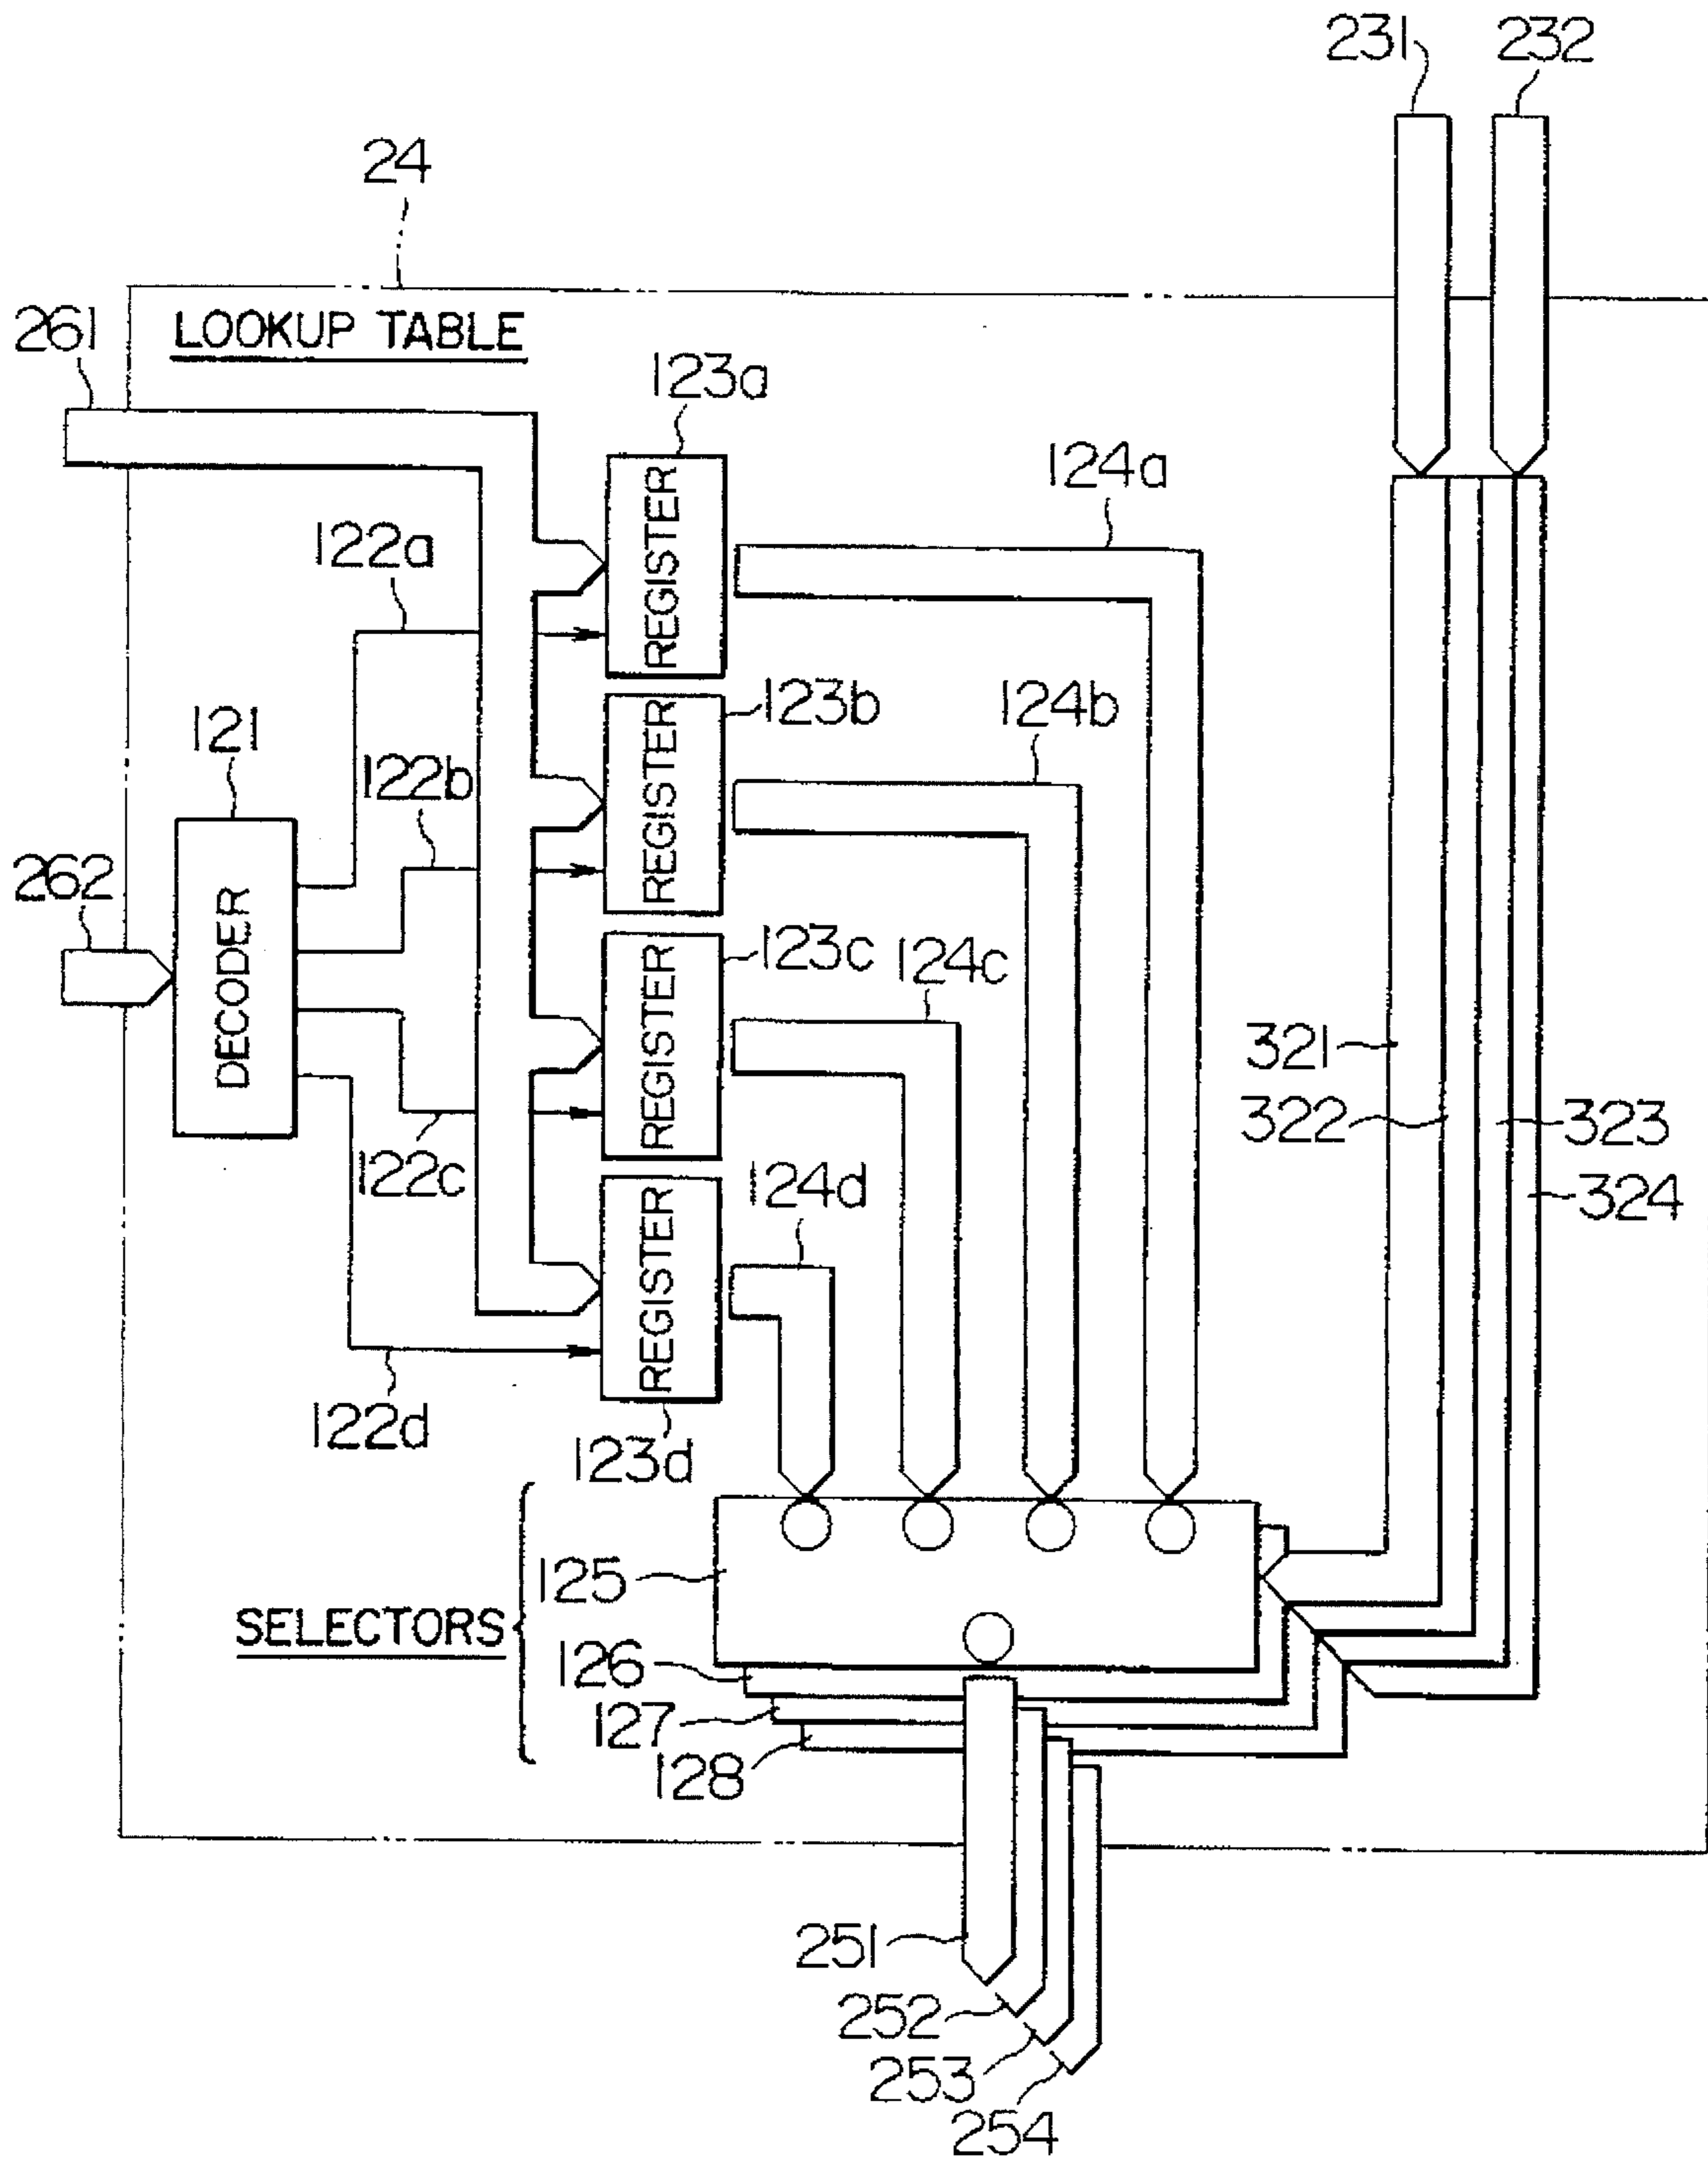 231
232
24
LOOKUP TABLE
261
123a
124a
122a
REGISTER
121
122b
123b
124b
REGISTER
262
DECODER
123c
124c
REGISTER
321
322
323
324
122c
124d
REGISTER
122d
123d
SELECTORS
125
126
127
128
251
252
253
254